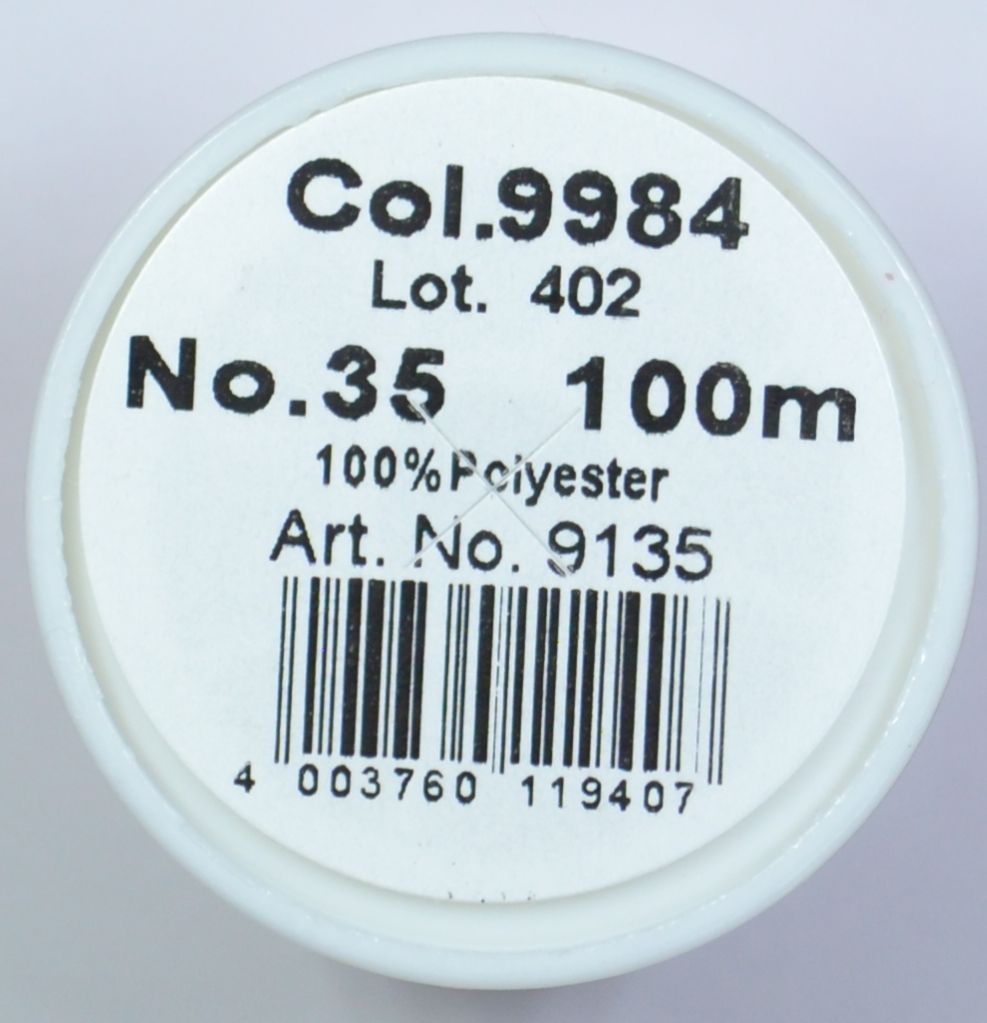 Col.9984
Lot. 402
No.35 100m
100%Polyester
Art. No. 9135
4 003760 119407